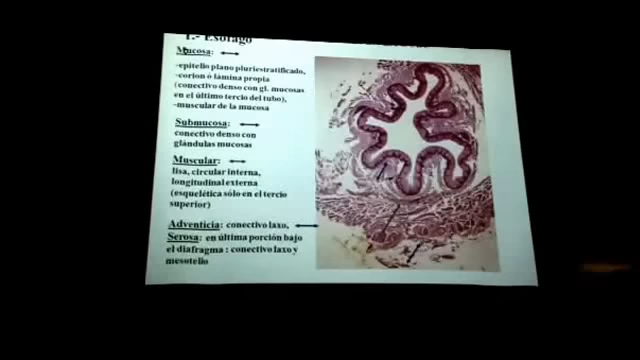 1.- Esófago
Mucosa:
-epitelio plano pluriestratificado,
-corion ó lámina propia
(conectivo denso con gl. mucosas
en el último tercio del tubo),
-muscular de la mucosa
Submucosa:
conectivo denso con
glándulas mucosas
Muscular:
lisa, circular interna,
longitudinal externa
(esquelética sólo en el tercio
superior)
Adventicia: conectivo laxo,
Serosa: en última porción bajo
el diafragma : conectivo laxo y
mesotelio